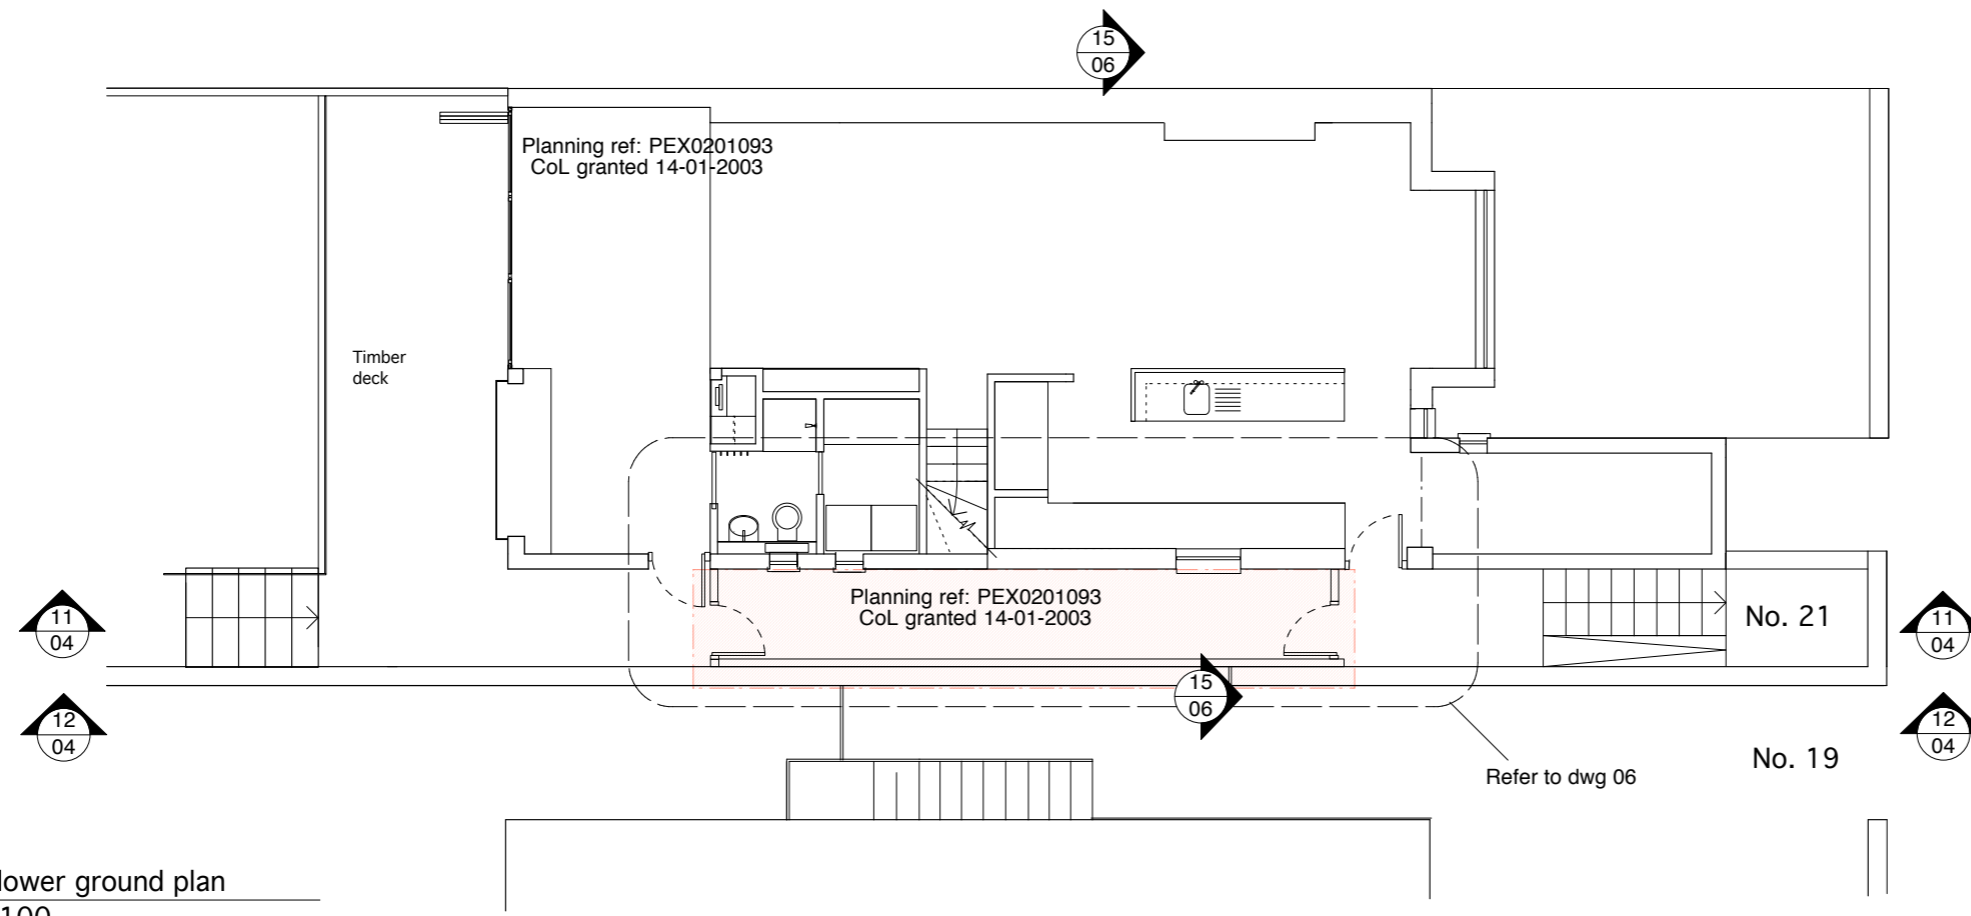 15
06
Planning ref: PEX0201093
CoL granted 14-01-2003
Timber
deck
Planning ref: PEX0201093
CoL granted 14-01-2003
11
04
No. 21
11
04
15
06
12
04
12
04
No. 19
Refer to dwg 06
lower ground plan
100